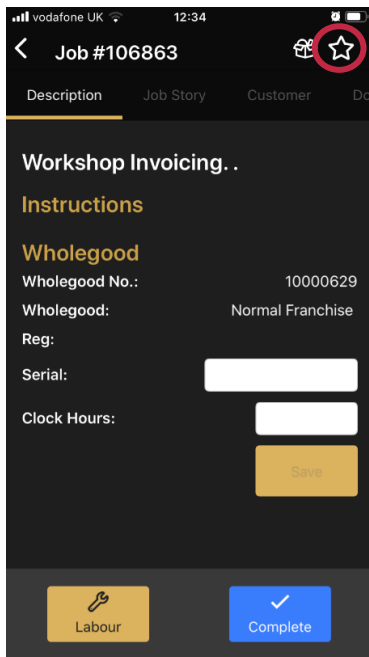 vodafone UK 12:34
Job #106863
Description Job Story Customer
Workshop Invoicing. .
Instructions
Wholegood
Wholegood No.: 10000629
Wholegood: Normal Franchise
Reg:
Serial:
Clock Hours:
Save
Labour Complete